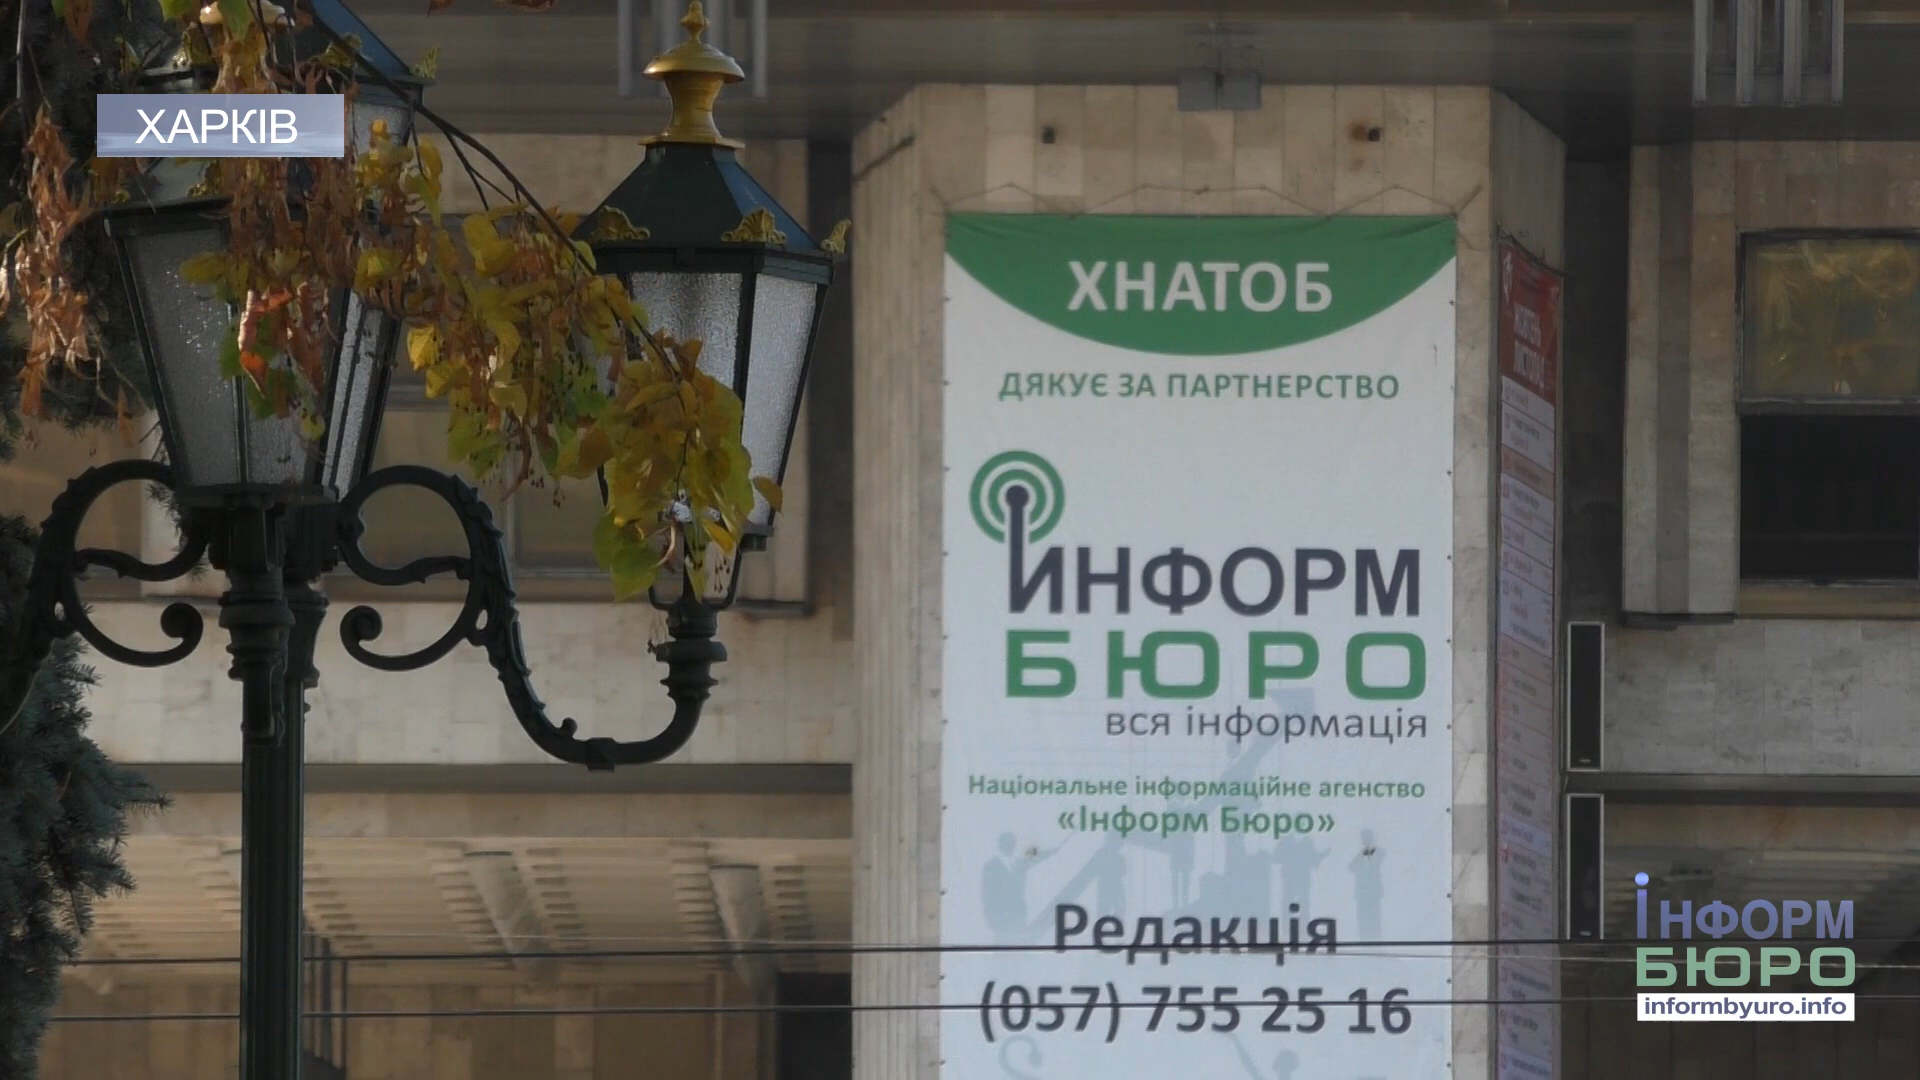 ХАРКІВ
ХНАТОБ
ДЯКУЄ ЗА ПАРТНЕРСТВО
ИНФОРМ
БЮРО
вся інформація
Національне інформаційне агенство
«Інформ Бюро»
Редакція
(057) 755 25 16
ІНФОРМ
БЮРО
informbyuro.info